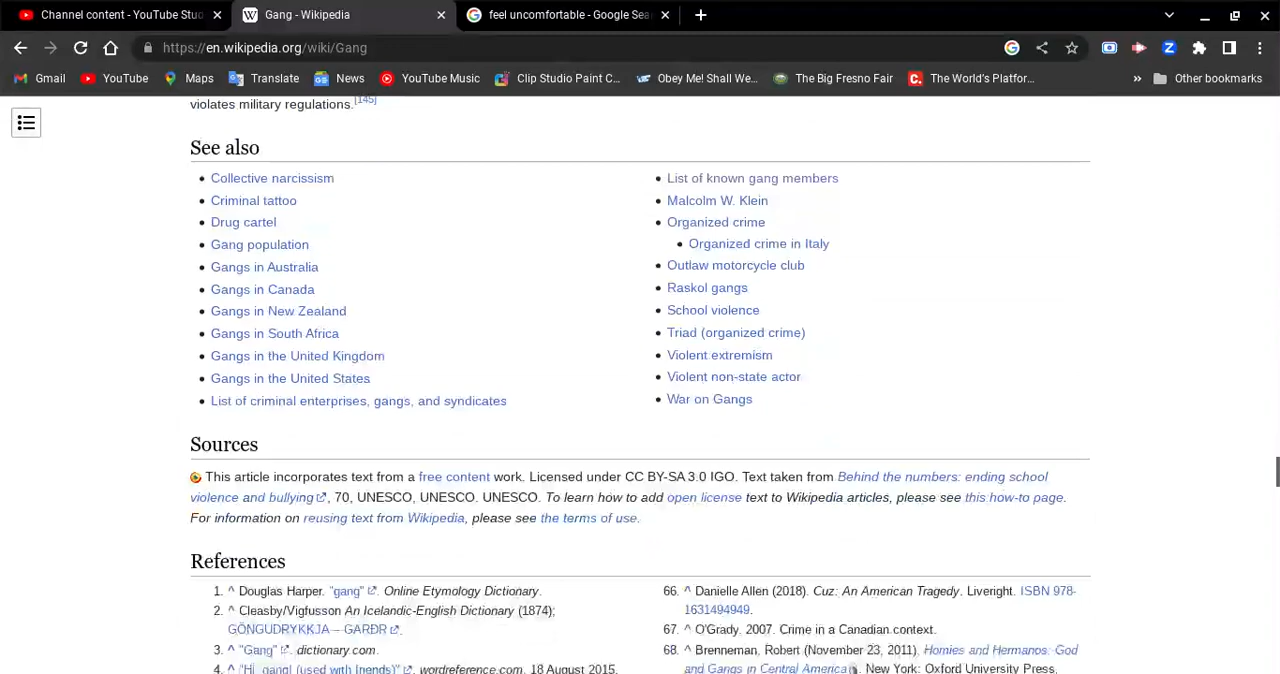 Channel content - YouTube Stud
Gang - Wikipedia
feel uncomfortable - Google Sea
https://en.wikipedia.org/wiki/Gang
Gmail
YouTube
Maps
Translate
News
YouTube Music
Clip Studio Paint C...
Obey Me! Shall We...
The Big Fresno Fair
The World's Platfor...
»
Other bookmarks
violates military regulations.[145]
See also
• Collective narcissism
• Criminal tattoo
• Drug cartel
• Gang population
• Gangs in Australia
• Gangs in Canada
• Gangs in New Zealand
• Gangs in South Africa
• Gangs in the United Kingdom
• Gangs in the United States
• List of criminal enterprises, gangs, and syndicates
• List of known gang members
• Malcolm W. Klein
• Organized crime
• Organized crime in Italy
• Outlaw motorcycle club
• Raskol gangs
• School violence
• Triad (organized crime)
• Violent extremism
• Violent non-state actor
• War on Gangs
Sources
This article incorporates text from a free content work. Licensed under CC BY-SA 3.0 IGO. Text taken from Behind the numbers: ending school
violence and bullying, 70, UNESCO, UNESCO. UNESCO. To learn how to add open license text to Wikipedia articles, please see this how-to page.
For information on reusing text from Wikipedia, please see the terms of use.
References
1. ^ Douglas Harper. "gang". Online Etymology Dictionary.
2. ^ Cleasby/Vigfusson An Icelandic-English Dictionary (1874);
GÖNGUDRYKKJA – GARÐR.
3. ^ "Gang". dictionary.com.
4. ^ "Hi, gang! (used with friends)". wordreference.com. 18 August 2015.
66. ^ Danielle Allen (2018). Cuz: An American Tragedy. Liveright. ISBN 978-
1631494949.
67. ^ O'Grady. 2007. Crime in a Canadian context.
68. ^ Brenneman, Robert (November 23, 2011). Homies and Hermanos: God
and Gangs in Central America. New York: Oxford University Press,